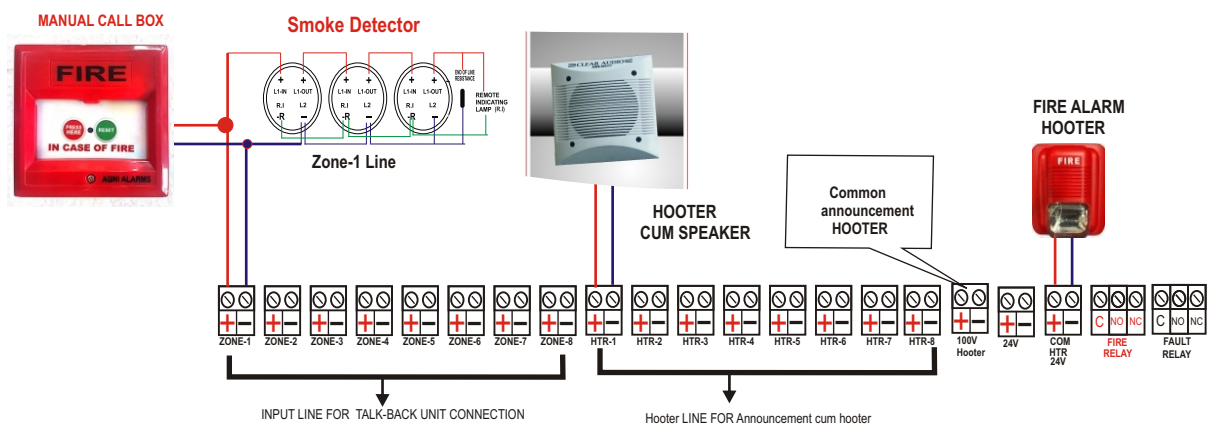 MANUAL CALL BOX
FIRE
PRESS HERE
RESET
IN CASE OF FIRE
AGNI ALARMS
Smoke Detector
+ + + + + +
L1-IN L1-OUT L1-IN L1-OUT L1-IN L1-OUT
R.I L2 R.I L2 R.I L2
-R − -R − -R −
END OF LINE
RESISTANCE
REMOTE
INDICATING
LAMP (R.I)
Zone-1 Line
CLEAR AUDIO
HOOTER
CUM SPEAKER
Common
announcement
HOOTER
FIRE ALARM
HOOTER
FIRE
+ − + − + − + − + − + − + − + − + − + − + − + − + − + − + − + − + − + − + − C NO NC C NO NC
ZONE-1 ZONE-2 ZONE-3 ZONE-4 ZONE-5 ZONE-6 ZONE-7 ZONE-8 HTR-1 HTR-2 HTR-3 HTR-4 HTR-5 HTR-6 HTR-7 HTR-8
100V
Hooter
24V
COM
HTR
24V
FIRE
RELAY
FAULT
RELAY
INPUT LINE FOR TALK-BACK UNIT CONNECTION
Hooter LINE FOR Announcement cum hooter